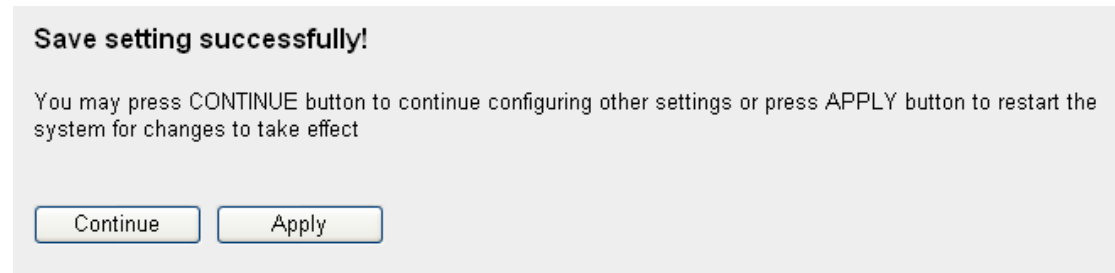 Save setting successfully!
You may press CONTINUE button to continue configuring other settings or press APPLY button to restart the
system for changes to take effect
Continue Apply